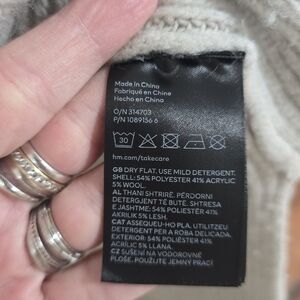 Made in China
Fabriqué en Chine
Hecho en China
O/N 314703
P/N 1089156 6
30
hm.com/takecare
GB DRY FLAT. USE MILD DETERGENT.
SHELL: 54% POLYESTER 41% ACRYLIC
5% WOOL.
AL THAJENI SHTRIRË. PËRDORNI
DETERGJENT TË BUTË. SHTRESA
E JASHTME: 54% POLIESTËR 41%
AKRILIK 5% LESH.
CAT ASSEQUEU-HO PLA. UTILITZEU
DETERGENT PER A ROBA DELICADA.
EXTERIOR: 54% POLIÈSTER 41%
ACRÍLIC 5% LLANA.
CZ SUŠENÍ NA VODOROVNÉ
PLOŠE. POUŽIJTE JEMNÝ PRACÍ